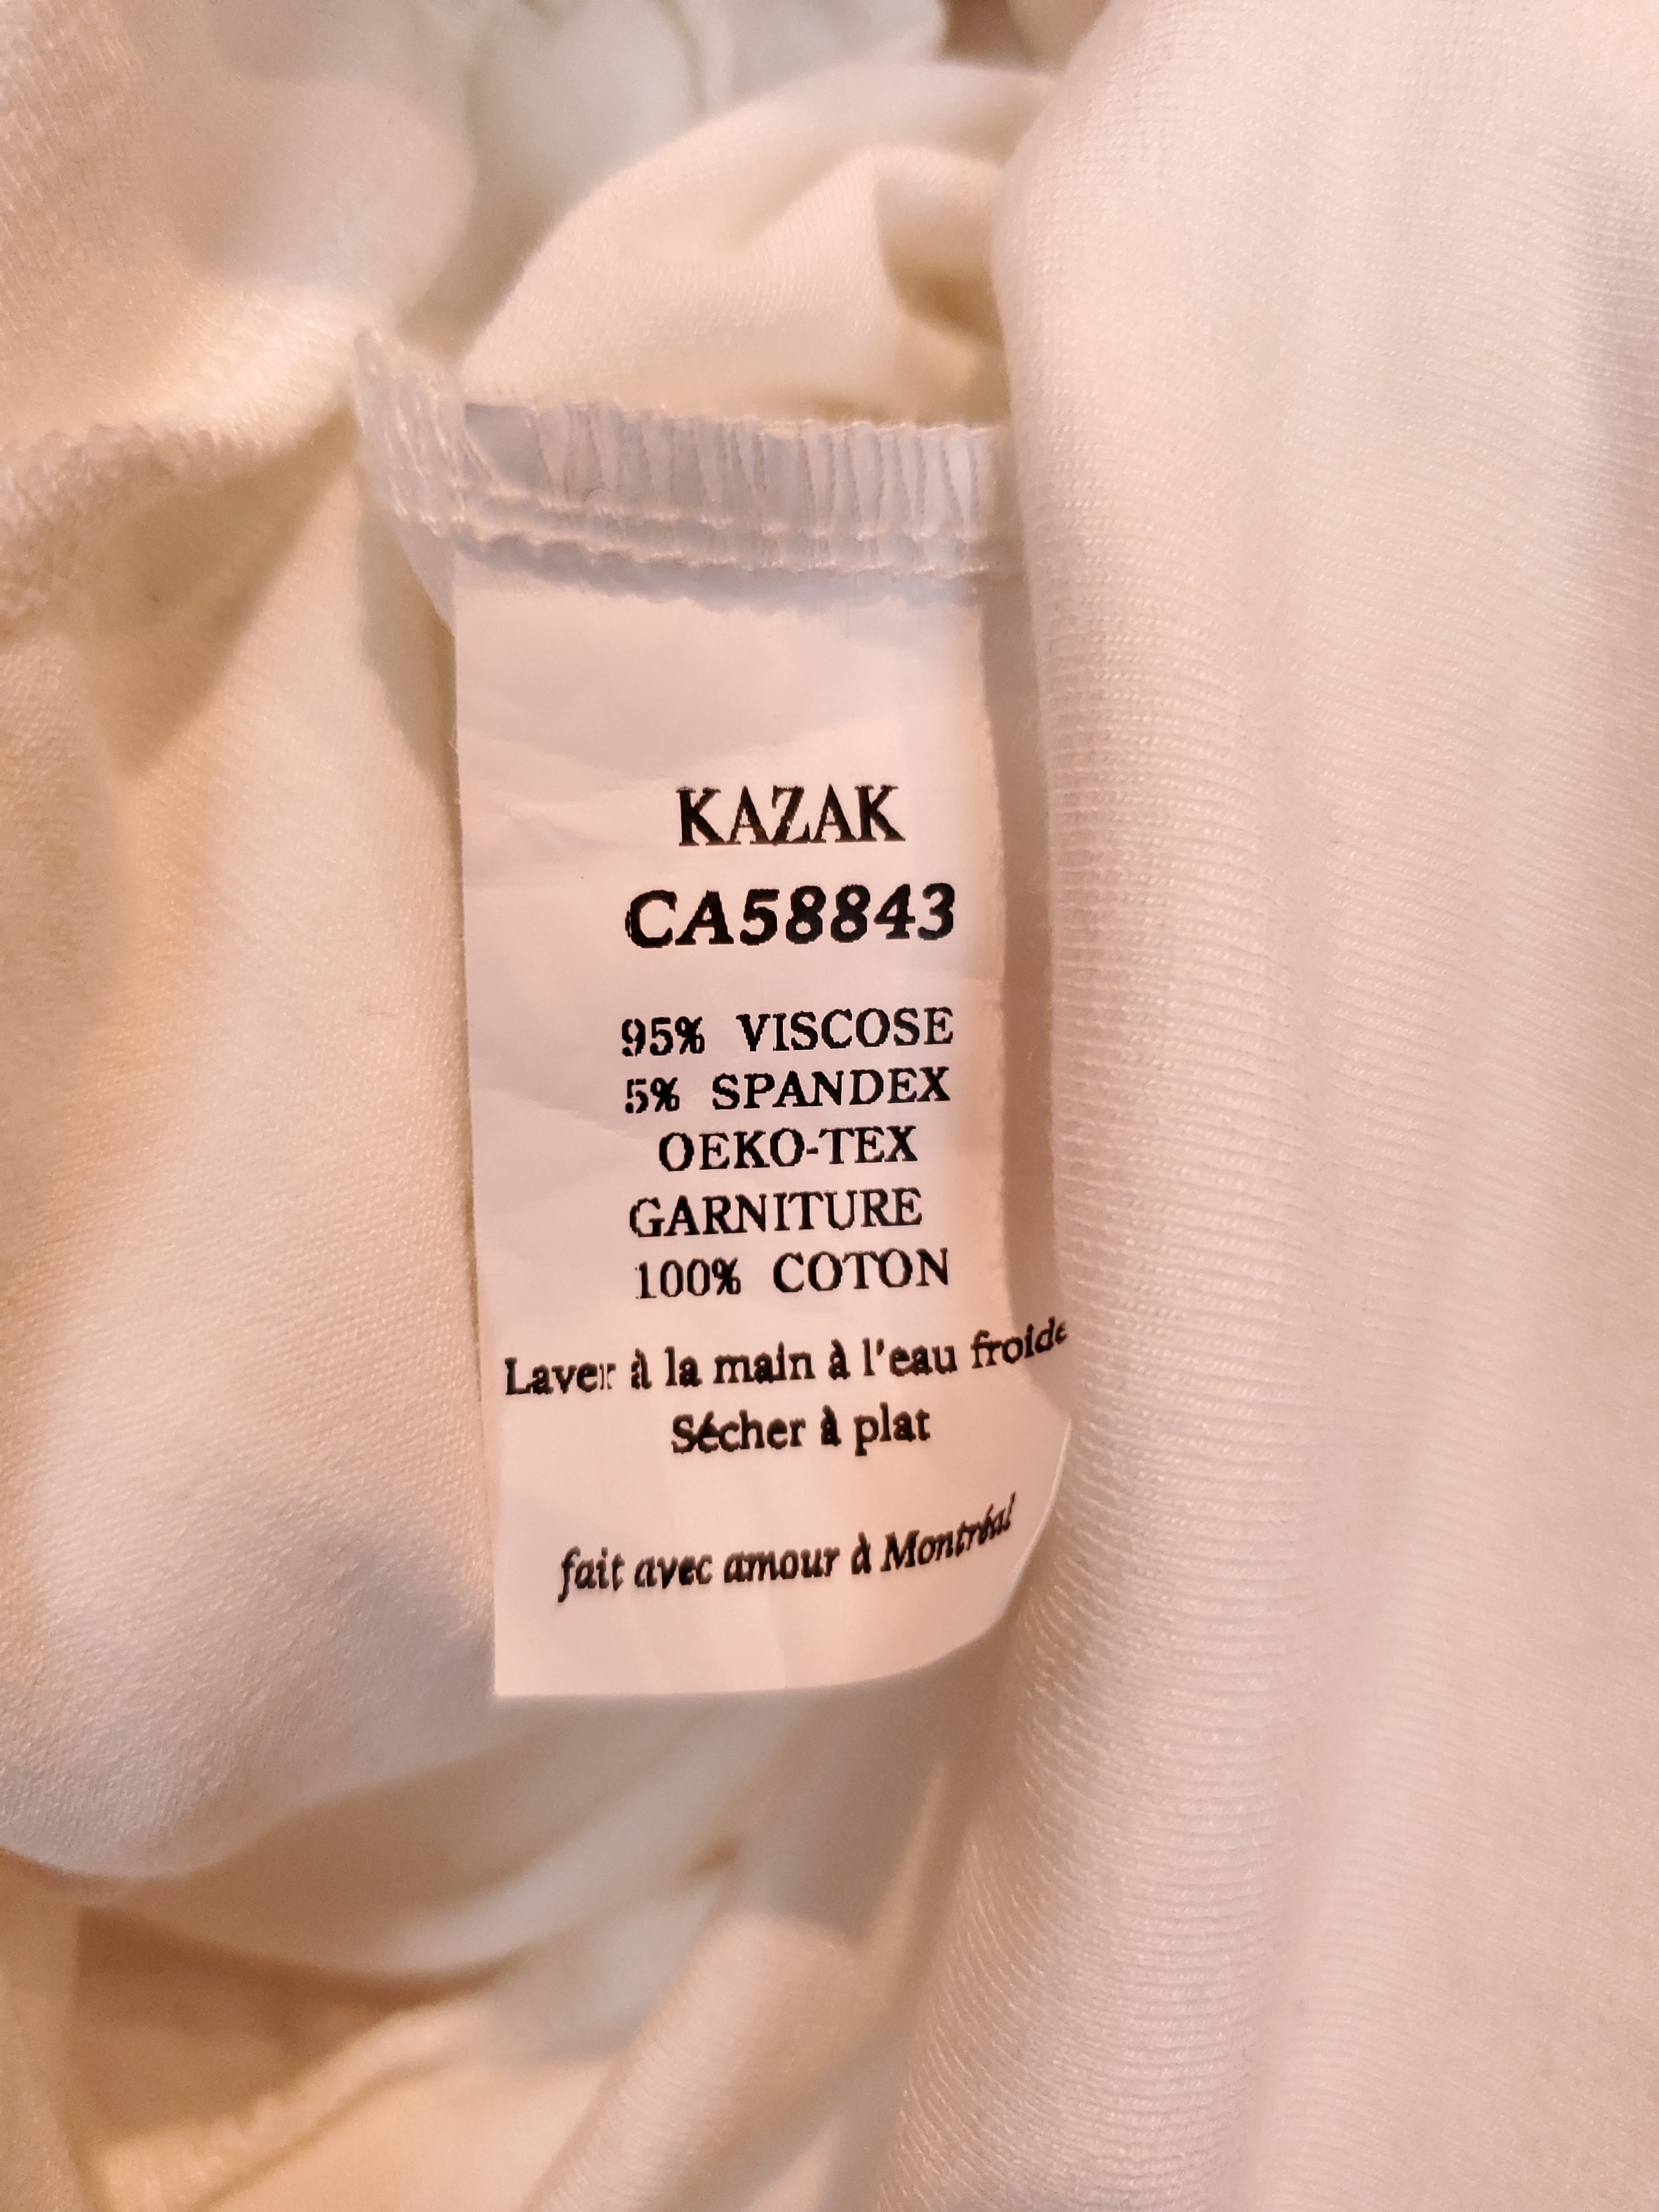 KAZAK
CA58843
95% VISCOSE
5% SPANDEX
OEKO-TEX
GARNITURE
100% COTON
Laver à la main à l'eau froide
Sécher à plat
fait avec amour à Montréal